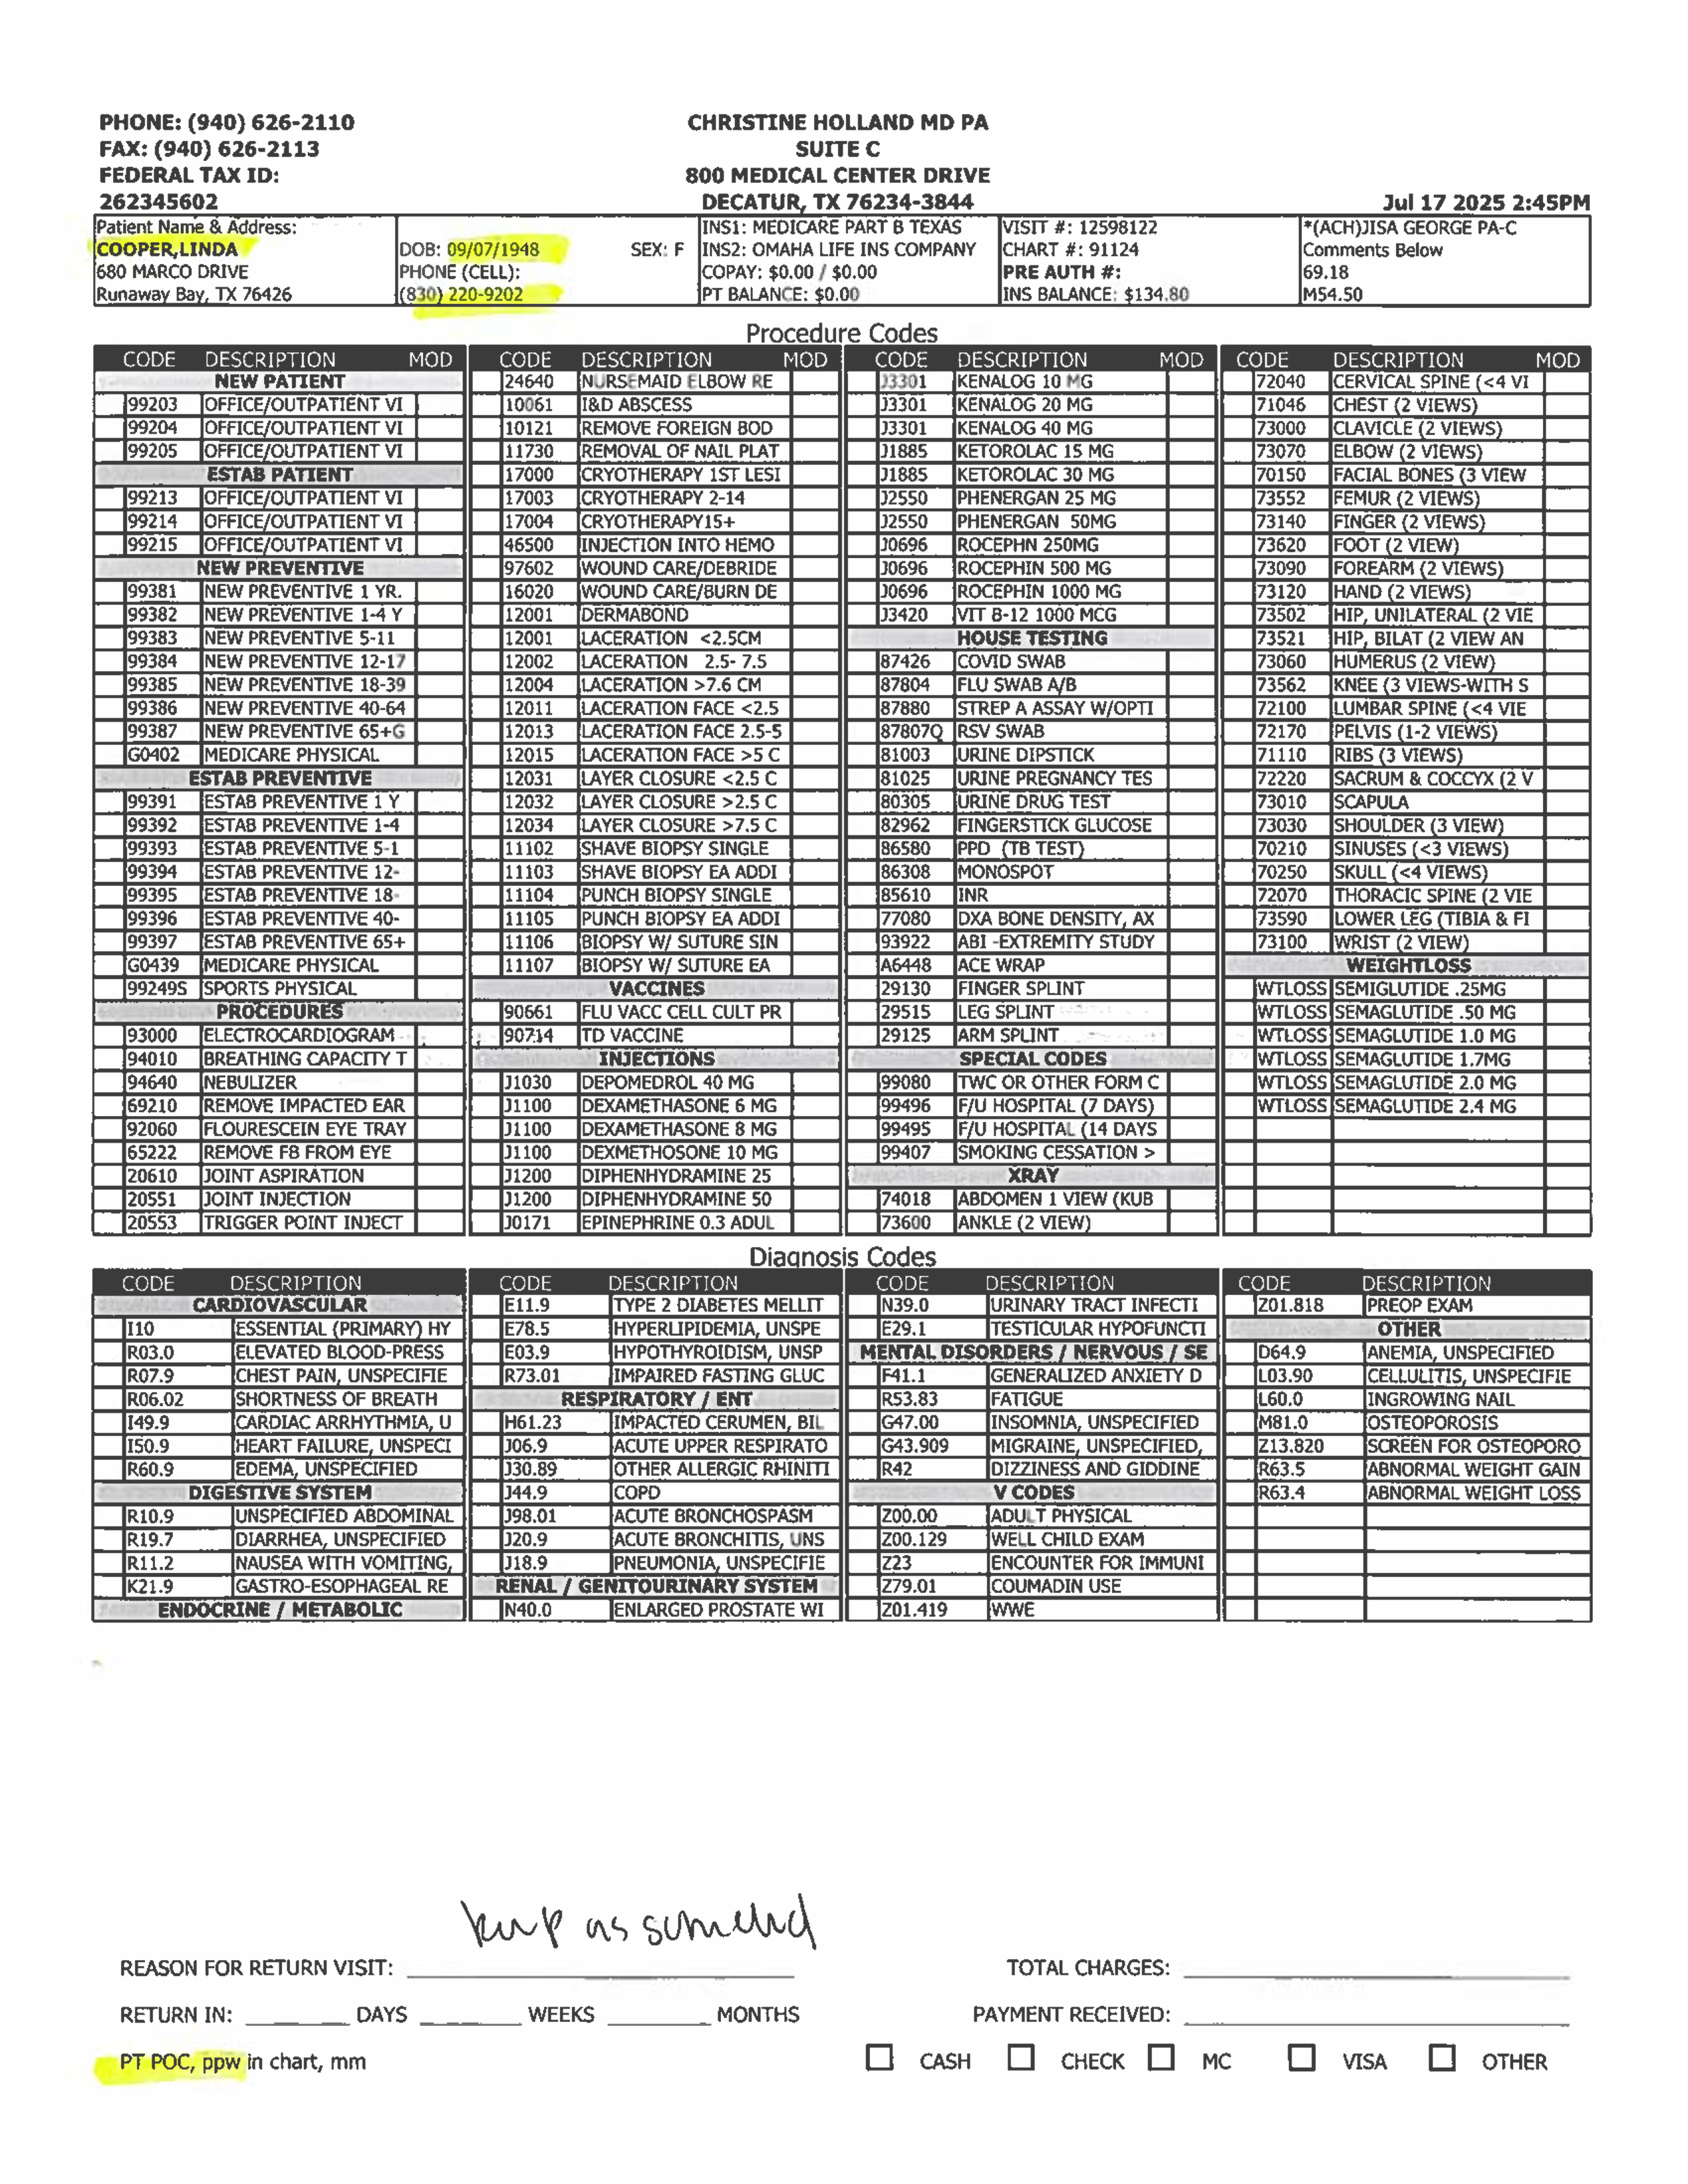 PHONE: (940) 626-2110
FAX: (940) 626-2113
FEDERAL TAX ID:
262345602
CHRISTINE HOLLAND MD PA
SUITE C
800 MEDICAL CENTER DRIVE
DECATUR, TX 76234-3844
Jul 17 2025 2:45PM
Patient Name & Address:
COOPER,LINDA
680 MARCO DRIVE
Runaway Bay, TX 76426
DOB: 09/07/1948 SEX: F
PHONE (CELL):
(830) 220-9202
INS1: MEDICARE PART B TEXAS
INS2: OMAHA LIFE INS COMPANY
COPAY: $0.00 / $0.00
PT BALANCE: $0.00
VISIT #: 12598122
CHART #: 91124
PRE AUTH #:
INS BALANCE: $134.80
*(ACH)JISA GEORGE PA-C
Comments Below
69.18
M54.50
Procedure Codes
CODE DESCRIPTION MOD
NEW PATIENT
99203 OFFICE/OUTPATIENT VI
99204 OFFICE/OUTPATIENT VI
99205 OFFICE/OUTPATIENT VI
ESTAB PATIENT
99213 OFFICE/OUTPATIENT VI
99214 OFFICE/OUTPATIENT VI
99215 OFFICE/OUTPATIENT VI
NEW PREVENTIVE
99381 NEW PREVENTIVE 1 YR.
99382 NEW PREVENTIVE 1-4 Y
99383 NEW PREVENTIVE 5-11
99384 NEW PREVENTIVE 12-17
99385 NEW PREVENTIVE 18-39
99386 NEW PREVENTIVE 40-64
99387 NEW PREVENTIVE 65+G
G0402 MEDICARE PHYSICAL
ESTAB PREVENTIVE
99391 ESTAB PREVENTIVE 1 Y
99392 ESTAB PREVENTIVE 1-4
99393 ESTAB PREVENTIVE 5-1
99394 ESTAB PREVENTIVE 12-
99395 ESTAB PREVENTIVE 18-
99396 ESTAB PREVENTIVE 40-
99397 ESTAB PREVENTIVE 65+
G0439 MEDICARE PHYSICAL
99249S SPORTS PHYSICAL
PROCEDURES
93000 ELECTROCARDIOGRAM
94010 BREATHING CAPACITY T
94640 NEBULIZER
69210 REMOVE IMPACTED EAR
92060 FLOURESCEIN EYE TRAY
65222 REMOVE FB FROM EYE
20610 JOINT ASPIRATION
20551 JOINT INJECTION
20553 TRIGGER POINT INJECT
CODE DESCRIPTION MOD
24640 NURSEMAID ELBOW RE
10061 I&D ABSCESS
10121 REMOVE FOREIGN BOD
11730 REMOVAL OF NAIL PLAT
17000 CRYOTHERAPY 1ST LESI
17003 CRYOTHERAPY 2-14
17004 CRYOTHERAPY15+
46500 INJECTION INTO HEMO
97602 WOUND CARE/DEBRIDE
16020 WOUND CARE/BURN DE
12001 DERMABOND
12001 LACERATION <2.5CM
12002 LACERATION 2.5- 7.5
12004 LACERATION >7.6 CM
12011 LACERATION FACE <2.5
12013 LACERATION FACE 2.5-5
12015 LACERATION FACE >5 C
12031 LAYER CLOSURE <2.5 C
12032 LAYER CLOSURE >2.5 C
12034 LAYER CLOSURE >7.5 C
11102 SHAVE BIOPSY SINGLE
11103 SHAVE BIOPSY EA ADDI
11104 PUNCH BIOPSY SINGLE
11105 PUNCH BIOPSY EA ADDI
11106 BIOPSY W/ SUTURE SIN
11107 BIOPSY W/ SUTURE EA
VACCINES
90661 FLU VACC CELL CULT PR
90714 TD VACCINE
INJECTIONS
J1030 DEPOMEDROL 40 MG
J1100 DEXAMETHASONE 6 MG
J1100 DEXAMETHASONE 8 MG
J1100 DEXMETHOSONE 10 MG
J1200 DIPHENHYDRAMINE 25
J1200 DIPHENHYDRAMINE 50
J0171 EPINEPHRINE 0.3 ADUL
CODE DESCRIPTION MOD
J3301 KENALOG 10 MG
J3301 KENALOG 20 MG
J3301 KENALOG 40 MG
J1885 KETOROLAC 15 MG
J1885 KETOROLAC 30 MG
J2550 PHENERGAN 25 MG
J2550 PHENERGAN 50MG
J0696 ROCEPHN 250MG
J0696 ROCEPHIN 500 MG
J0696 ROCEPHIN 1000 MG
J3420 VIT B-12 1000 MCG
HOUSE TESTING
87426 COVID SWAB
87804 FLU SWAB A/B
87880 STREP A ASSAY W/OPTI
87807Q RSV SWAB
81003 URINE DIPSTICK
81025 URINE PREGNANCY TES
80305 URINE DRUG TEST
82962 FINGERSTICK GLUCOSE
86580 PPD (TB TEST)
86308 MONOSPOT
85610 INR
77080 DXA BONE DENSITY, AX
93922 ABI -EXTREMITY STUDY
A6448 ACE WRAP
29130 FINGER SPLINT
29515 LEG SPLINT
29125 ARM SPLINT
SPECIAL CODES
99080 TWC OR OTHER FORM C
99496 F/U HOSPITAL (7 DAYS)
99495 F/U HOSPITAL (14 DAYS
99407 SMOKING CESSATION >
XRAY
74018 ABDOMEN 1 VIEW (KUB
73600 ANKLE (2 VIEW)
CODE DESCRIPTION MOD
72040 CERVICAL SPINE (<4 VI
71046 CHEST (2 VIEWS)
73000 CLAVICLE (2 VIEWS)
73070 ELBOW (2 VIEWS)
70150 FACIAL BONES (3 VIEW
73552 FEMUR (2 VIEWS)
73140 FINGER (2 VIEWS)
73620 FOOT (2 VIEW)
73090 FOREARM (2 VIEWS)
73120 HAND (2 VIEWS)
73502 HIP, UNILATERAL (2 VIE
73521 HIP, BILAT (2 VIEW AN
73060 HUMERUS (2 VIEW)
73562 KNEE (3 VIEWS-WITH S
72100 LUMBAR SPINE (<4 VIE
72170 PELVIS (1-2 VIEWS)
71110 RIBS (3 VIEWS)
72220 SACRUM & COCCYX (2 V
73010 SCAPULA
73030 SHOULDER (3 VIEW)
70210 SINUSES (<3 VIEWS)
70250 SKULL (<4 VIEWS)
72070 THORACIC SPINE (2 VIE
73590 LOWER LEG (TIBIA & FI
73100 WRIST (2 VIEW)
WEIGHTLOSS
WTLOSS SEMIGLUTIDE .25MG
WTLOSS SEMAGLUTIDE .50 MG
WTLOSS SEMAGLUTIDE 1.0 MG
WTLOSS SEMAGLUTIDE 1.7MG
WTLOSS SEMAGLUTIDE 2.0 MG
WTLOSS SEMAGLUTIDE 2.4 MG
Diagnosis Codes
CODE DESCRIPTION
CARDIOVASCULAR
I10 ESSENTIAL (PRIMARY) HY
R03.0 ELEVATED BLOOD-PRESS
R07.9 CHEST PAIN, UNSPECIFIE
R06.02 SHORTNESS OF BREATH
I49.9 CARDIAC ARRHYTHMIA, U
I50.9 HEART FAILURE, UNSPECI
R60.9 EDEMA, UNSPECIFIED
DIGESTIVE SYSTEM
R10.9 UNSPECIFIED ABDOMINAL
R19.7 DIARRHEA, UNSPECIFIED
R11.2 NAUSEA WITH VOMITING,
K21.9 GASTRO-ESOPHAGEAL RE
ENDOCRINE / METABOLIC
CODE DESCRIPTION
E11.9 TYPE 2 DIABETES MELLIT
E78.5 HYPERLIPIDEMIA, UNSPE
E03.9 HYPOTHYROIDISM, UNSP
R73.01 IMPAIRED FASTING GLUC
RESPIRATORY / ENT
H61.23 IMPACTED CERUMEN, BIL
J06.9 ACUTE UPPER RESPIRATO
J30.89 OTHER ALLERGIC RHINITI
J44.9 COPD
J98.01 ACUTE BRONCHOSPASM
J20.9 ACUTE BRONCHITIS, UNS
J18.9 PNEUMONIA, UNSPECIFIE
RENAL / GENITOURINARY SYSTEM
N40.0 ENLARGED PROSTATE WI
CODE DESCRIPTION
N39.0 URINARY TRACT INFECTI
E29.1 TESTICULAR HYPOFUNCTI
MENTAL DISORDERS / NERVOUS / SE
F41.1 GENERALIZED ANXIETY D
R53.83 FATIGUE
G47.00 INSOMNIA, UNSPECIFIED
G43.909 MIGRAINE, UNSPECIFIED,
R42 DIZZINESS AND GIDDINE
V CODES
Z00.00 ADULT PHYSICAL
Z00.129 WELL CHILD EXAM
Z23 ENCOUNTER FOR IMMUNI
Z79.01 COUMADIN USE
Z01.419 WWE
CODE DESCRIPTION
Z01.818 PREOP EXAM
OTHER
D64.9 ANEMIA, UNSPECIFIED
L03.90 CELLULITIS, UNSPECIFIE
L60.0 INGROWING NAIL
M81.0 OSTEOPOROSIS
Z13.820 SCREEN FOR OSTEOPORO
R63.5 ABNORMAL WEIGHT GAIN
R63.4 ABNORMAL WEIGHT LOSS
keep as
REASON FOR RETURN VISIT:
TOTAL CHARGES:
RETURN IN: DAYS WEEKS MONTHS
PAYMENT RECEIVED:
PT POC, ppw in chart, mm
CASH CHECK MC VISA OTHER